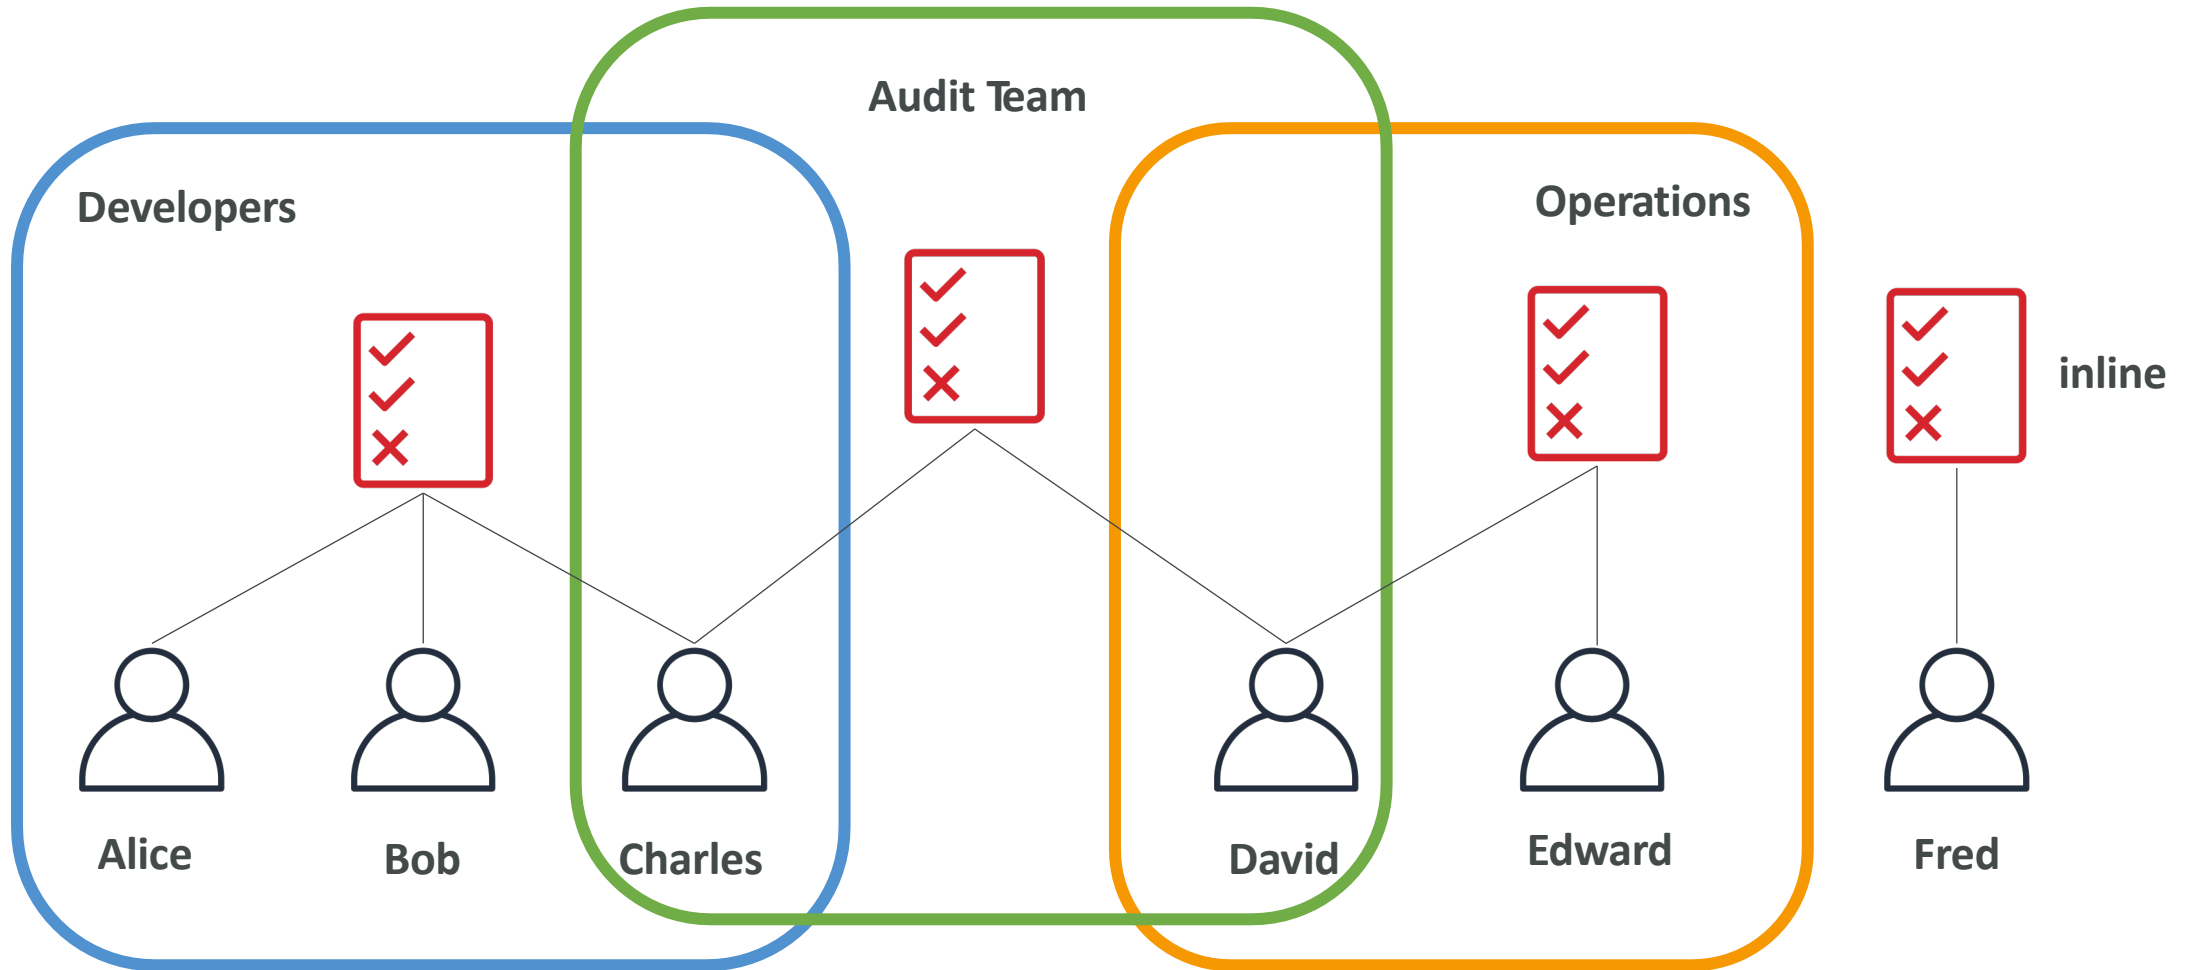 Audit Team
Developers
Operations
inline
Alice
Bob
Charles
David
Edward
Fred